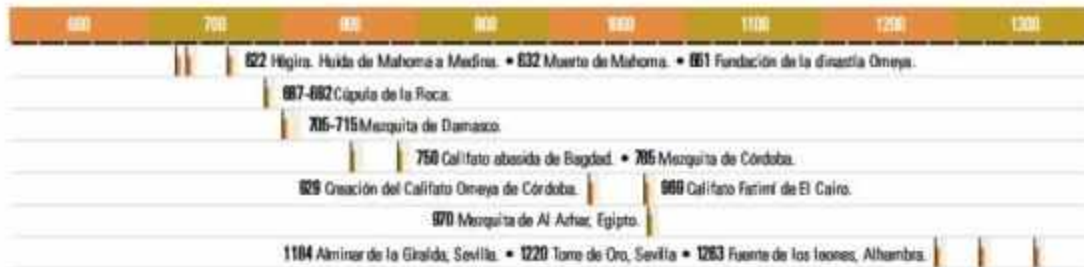 600 700 800 900 1000 1100 1200 1300
622 Hégira. Huida de Mahoma a Medina. • 632 Muerte de Mahoma. • 661 Fundación de la dinastía Omeya.
687-692 Cúpula de la Roca.
705-715 Mezquita de Damasco.
750 Califato abasida de Bagdad. • 785 Mezquita de Córdoba.
929 Creación del Califato Omeya de Córdoba. 969 Califato Fatimí de El Cairo.
970 Mezquita de Al Azhar, Egipto.
1184 Alminar de la Giralda, Sevilla. • 1220 Torre de Oro, Sevilla • 1263 Fuente de los leones, Alhambra.